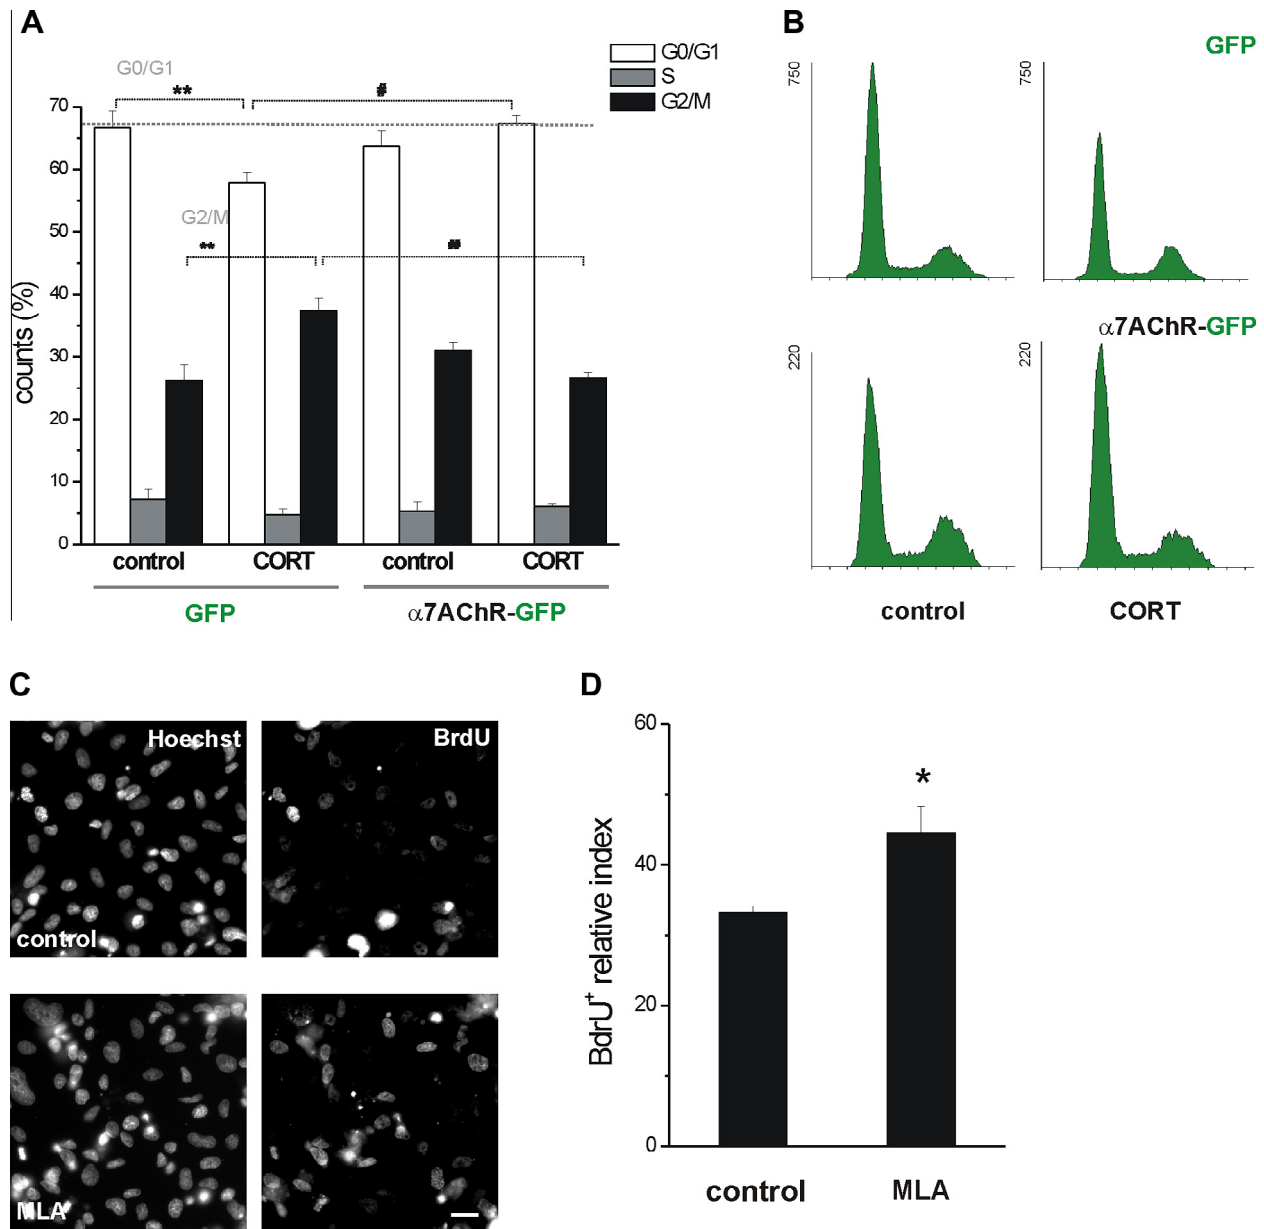 A
G0/G1
S
G2/M
G0/G1
**
#
70
60
50
40
30
20
10
0
counts (%)
G2/M
**
##
control
CORT
control
CORT
GFP
α7AChR-GFP
B
GFP
750
750
α7AChR-GFP
220
220
control
CORT
C
Hoechst
BrdU
control
MLA
D
60
40
20
0
BdrU+ relative index
*
control
MLA